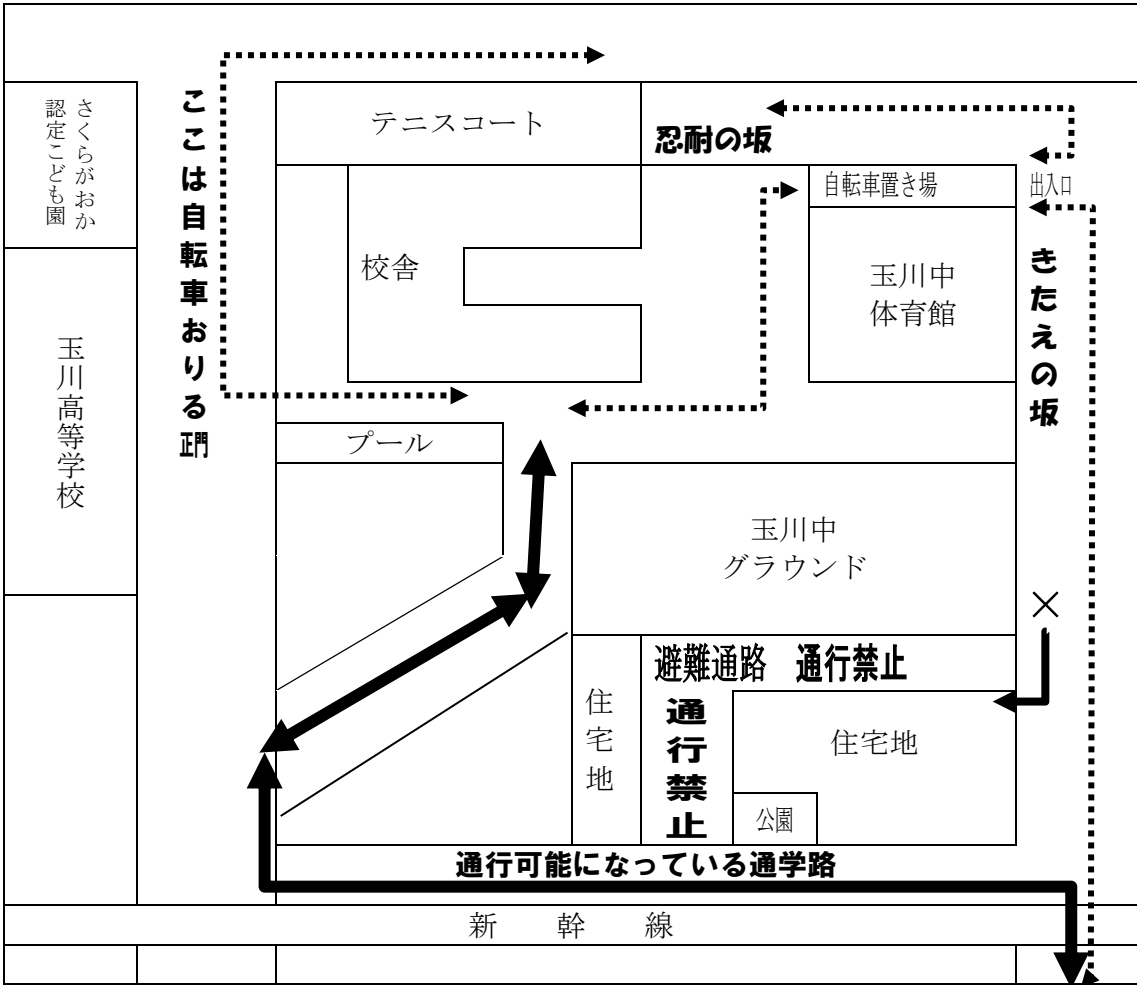 さくらがおか
認定こども園
ここは自転車おりる
正門
テニスコート
忍耐の坂
自転車置き場
出入口
校舎
玉川中
体育館
きたえの坂
玉川高等学校
プール
玉川中
グラウンド
×
避難通路 通行禁止
住宅地
通行禁止
住宅地
公園
通行可能になっている通学路
新幹線